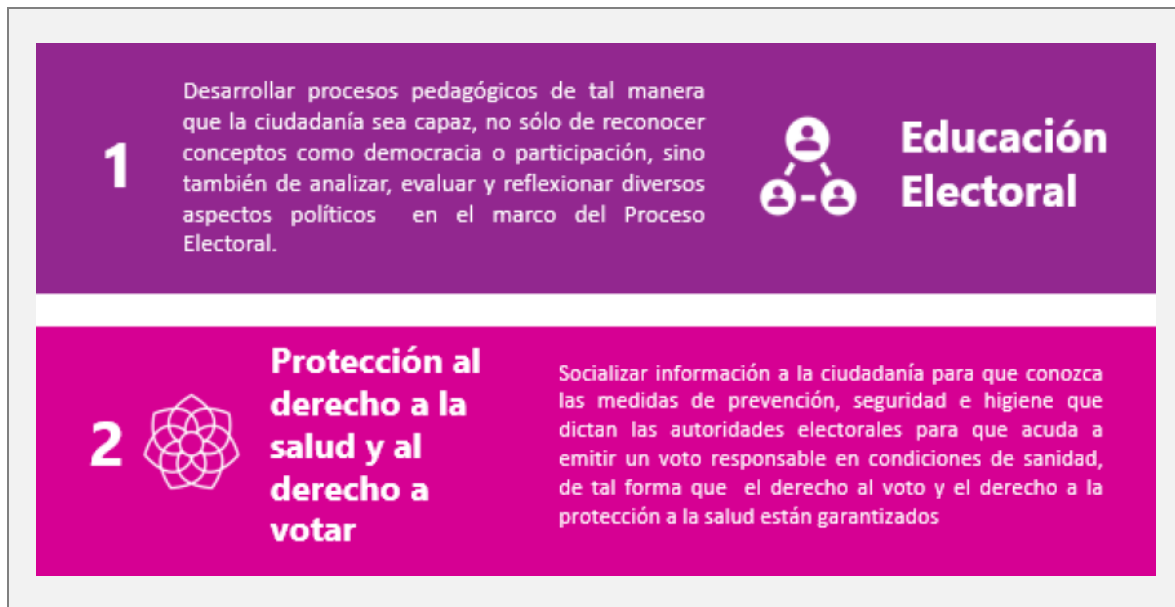 1
Desarrollar procesos pedagógicos de tal manera
que la ciudadanía sea capaz, no sólo de reconocer
conceptos como democracia o participación, sino
también de analizar, evaluar y reflexionar diversos
aspectos políticos en el marco del Proceso
Electoral.
Educación
Electoral
2
Protección al
derecho a la
salud y al
derecho a
votar
Socializar información a la ciudadanía para que conozca
las medidas de prevención, seguridad e higiene que
dictan las autoridades electorales para que acuda a
emitir un voto responsable en condiciones de sanidad,
de tal forma que el derecho al voto y el derecho a la
protección a la salud están garantizados